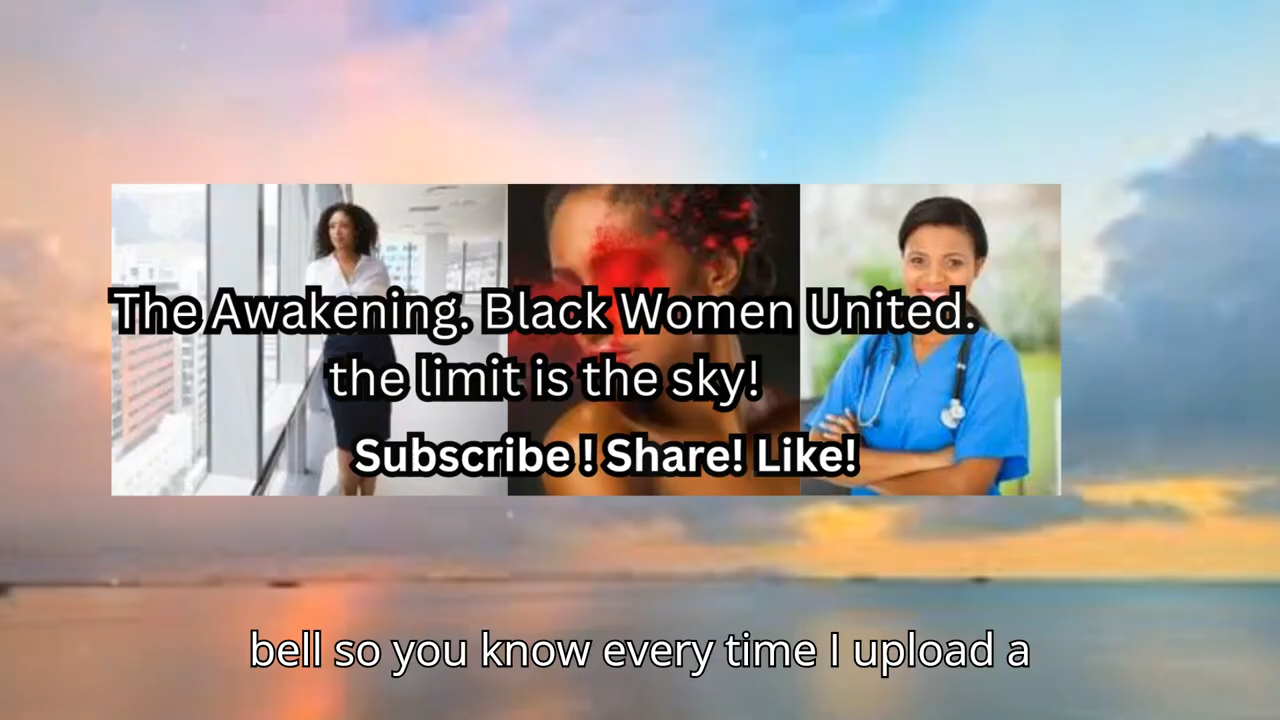 The Awakening. Black Women United.
the limit is the sky!
Subscribe ! Share! Like!
bell so you know every time I upload a